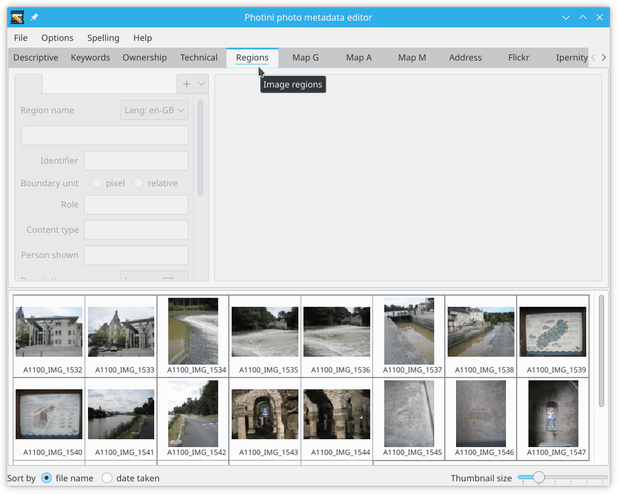 Photini photo metadata editor
File Options Spelling Help
Descriptive Keywords Ownership Technical Regions Map G Map A Map M Address Flickr Ipernity
Image regions
Region name Lang: en-GB
Identifier
Boundary unit pixel relative
Role
Content type
Person shown
A1100_IMG_1532 A1100_IMG_1533 A1100_IMG_1534 A1100_IMG_1535 A1100_IMG_1536 A1100_IMG_1537 A1100_IMG_1538 A1100_IMG_1539
A1100_IMG_1540 A1100_IMG_1541 A1100_IMG_1542 A1100_IMG_1543 A1100_IMG_1544 A1100_IMG_1545 A1100_IMG_1546 A1100_IMG_1547
Sort by file name date taken Thumbnail size